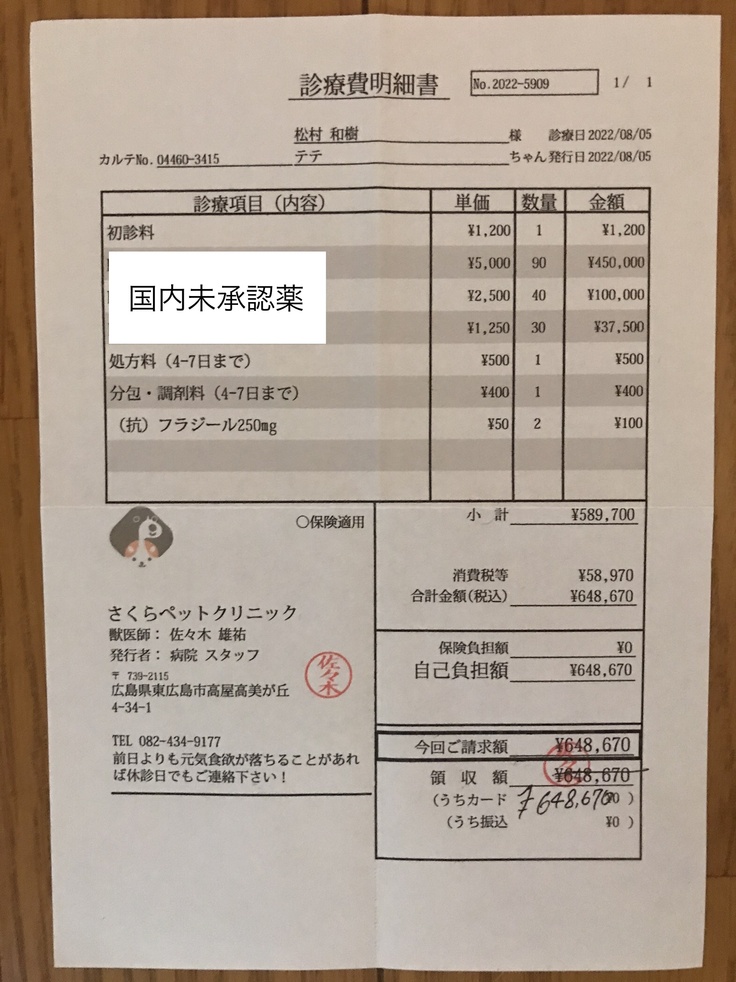 診療費明細書
No.2022-5909
1/ 1
松村 和樹 様 診療日 2022/08/05
カルテNo. 04460-3415 テテ ちゃん 発行日 2022/08/05
診療項目（内容） 単価 数量 金額
初診料 ¥1,200 1 ¥1,200
¥5,000 90 ¥450,000
国内未承認薬 ¥2,500 40 ¥100,000
¥1,250 30 ¥37,500
処方料（4-7日まで） ¥500 1 ¥500
分包・調剤料（4-7日まで） ¥400 1 ¥400
（抗）フラジール250mg ¥50 2 ¥100
○保険適用
小 計 ¥589,700
消費税等 ¥58,970
合計金額(税込) ¥648,670
保険負担額 ¥0
自己負担額 ¥648,670
今回ご請求額 ¥648,670
領 収 額 ¥648,670
（うちカード ¥648,670 ¥0 ）
（うち振込 ¥0 ）
さくらペットクリニック
獣医師： 佐々木 雄祐
発行者： 病院 スタッフ
佐々木
〒 739-2115
広島県東広島市高屋高美が丘
4-34-1
TEL 082-434-9177
前日よりも元気食欲が落ちることがあれ
ば休診日でもご連絡下さい！